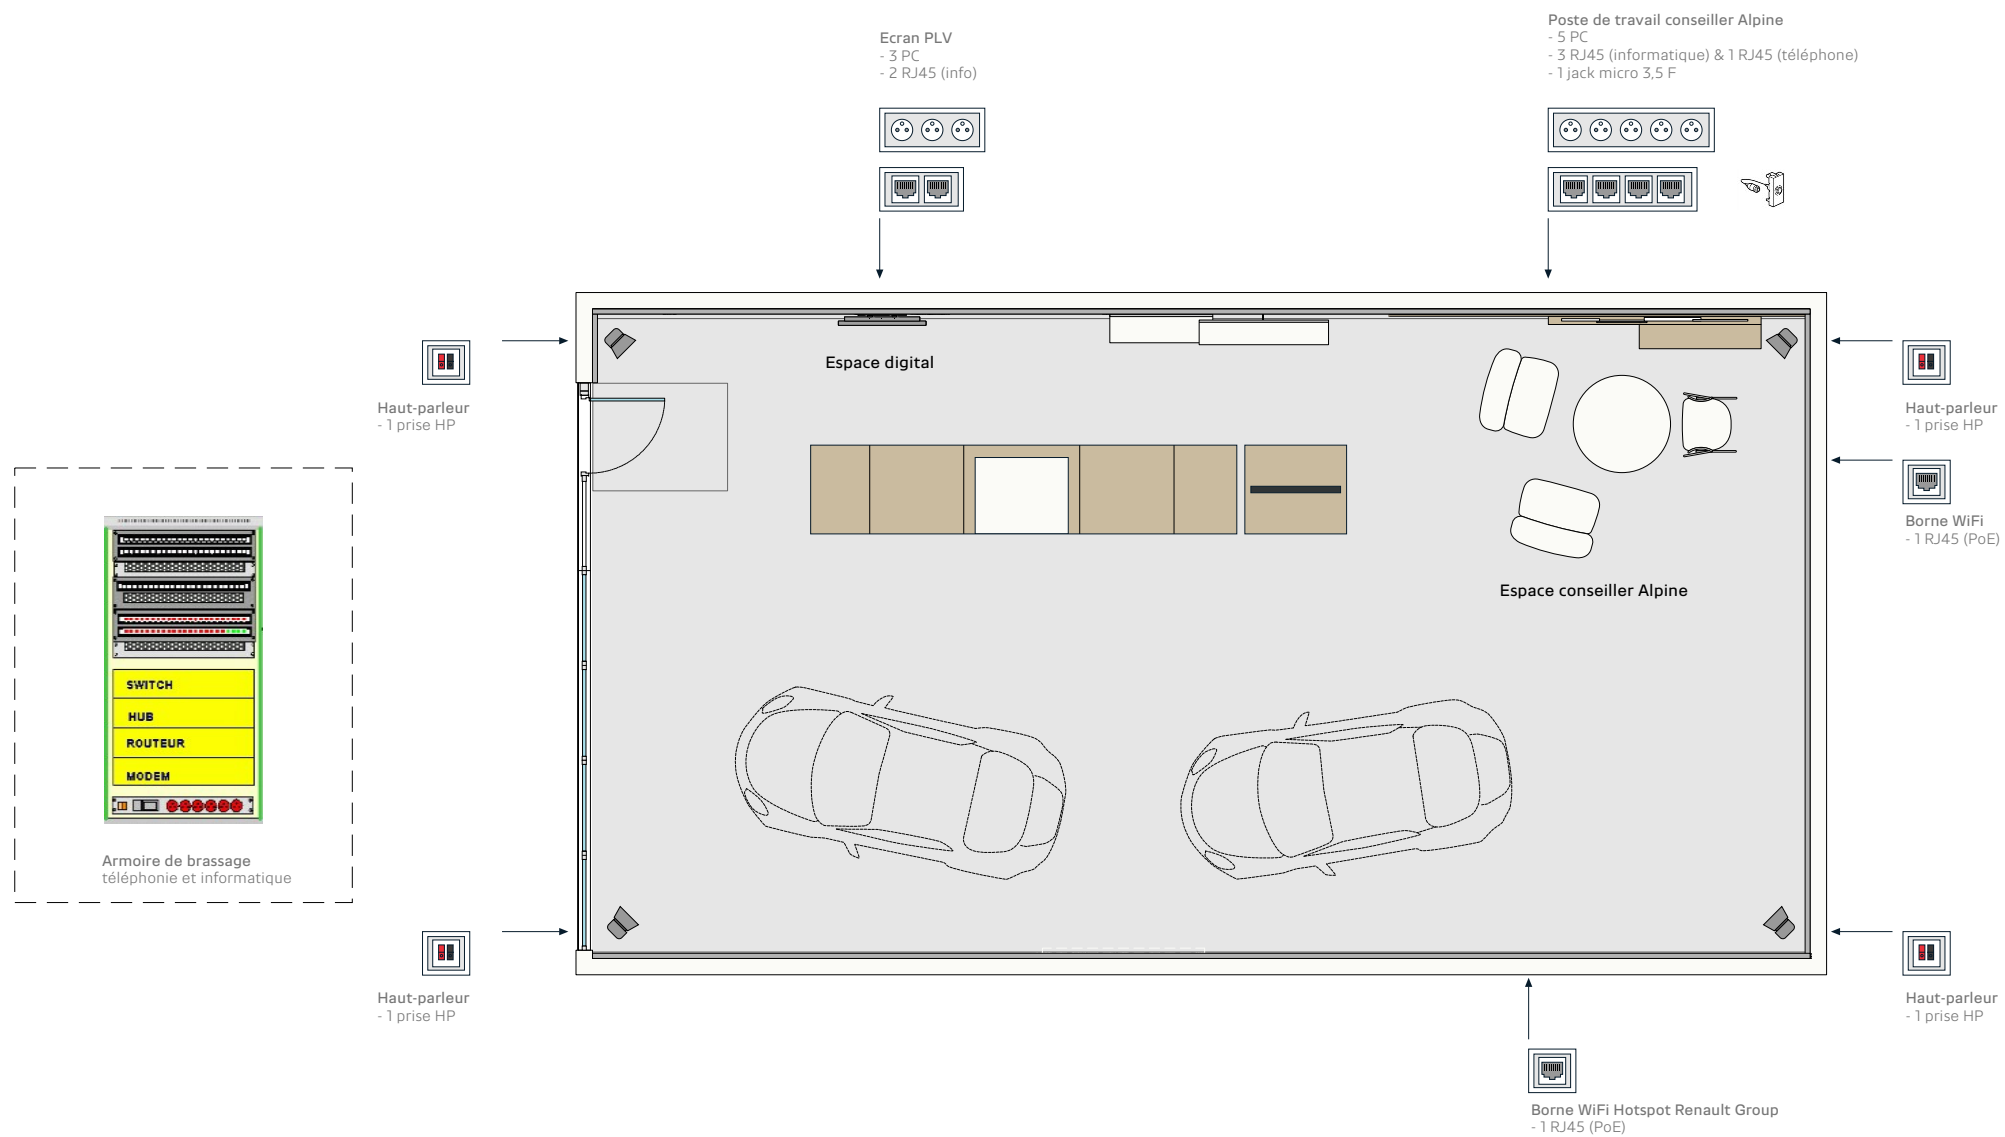 Poste de travail conseiller Alpine
- 5 PC
- 3 RJ45 (informatique) & 1 RJ45 (téléphone)
- 1 jack micro 3,5 F
Ecran PLV
- 3 PC
- 2 RJ45 (info)
Espace digital
Haut-parleur
- 1 prise HP
Haut-parleur
- 1 prise HP
Borne WiFi
- 1 RJ45 (PoE)
Espace conseiller Alpine
SWITCH
HUB
ROUTEUR
MODEM
Armoire de brassage
téléphonie et informatique
Haut-parleur
- 1 prise HP
Haut-parleur
- 1 prise HP
Borne WiFi Hotspot Renault Group
- 1 RJ45 (PoE)